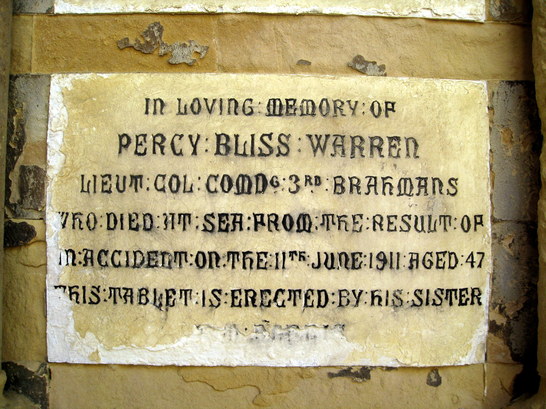 IN LOVING : MEMORY : OF
PERCY : BLISS : WARREN
LIEUT : COL : COMDG : 3RD : BRAHMANS
WHO : DIED : AT : SEA : FROM : THE : RESULT : OF
AN : ACCIDENT : ON : THE : 11TH : JUNE : 1911 : AGED : 47
THIS : TABLET : IS : ERECTED : BY : HIS : SISTER